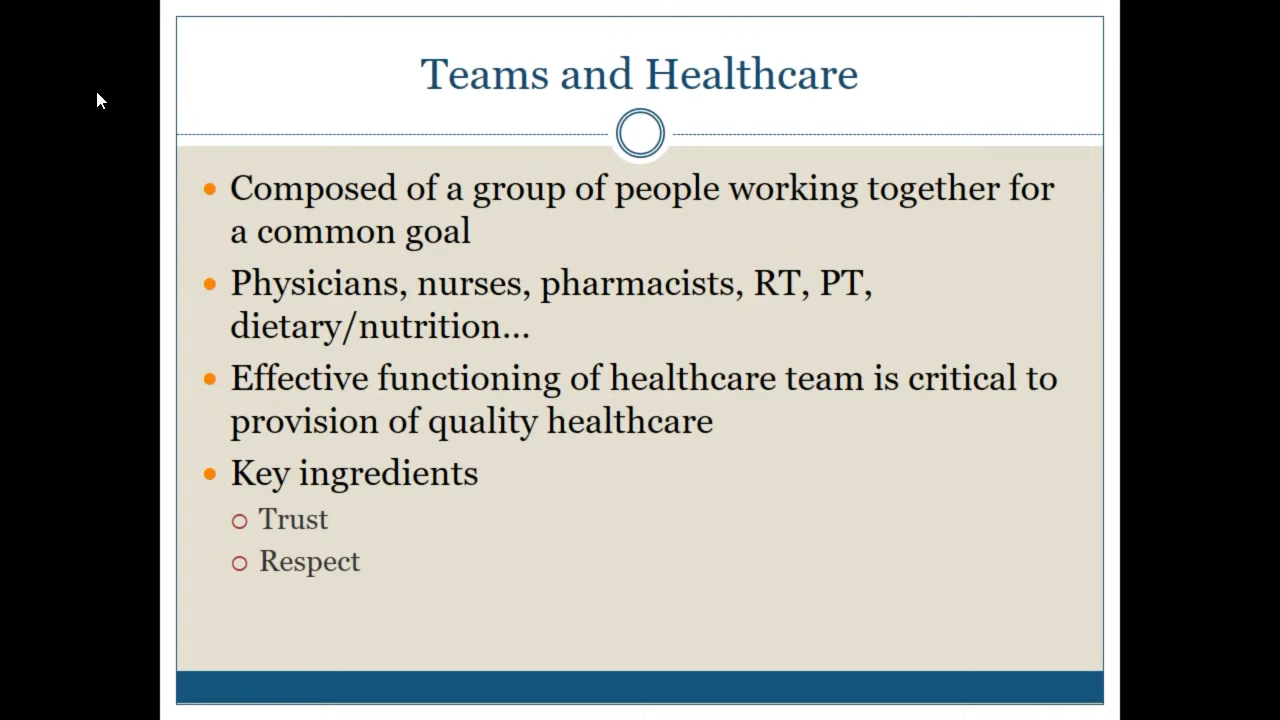 Teams and Healthcare
Composed of a group of people working together for
a common goal
Physicians, nurses, pharmacists, RT, PT,
dietary/nutrition…
Effective functioning of healthcare team is critical to
provision of quality healthcare
Key ingredients
Trust
Respect